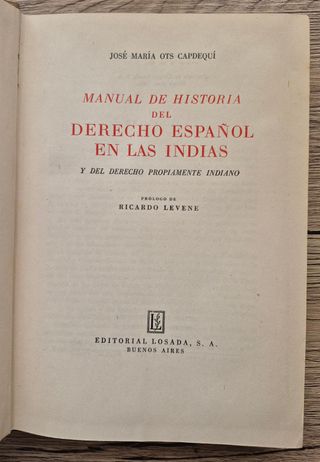 JOSÉ MARÍA OTS CAPDEQUÍ
MANUAL DE HISTORIA
DEL
DERECHO ESPAÑOL
EN LAS INDIAS
Y DEL DERECHO PROPIAMENTE INDIANO
PRÓLOGO DE
RICARDO LEVENE
EDITORIAL LOSADA, S. A.
BUENOS AIRES